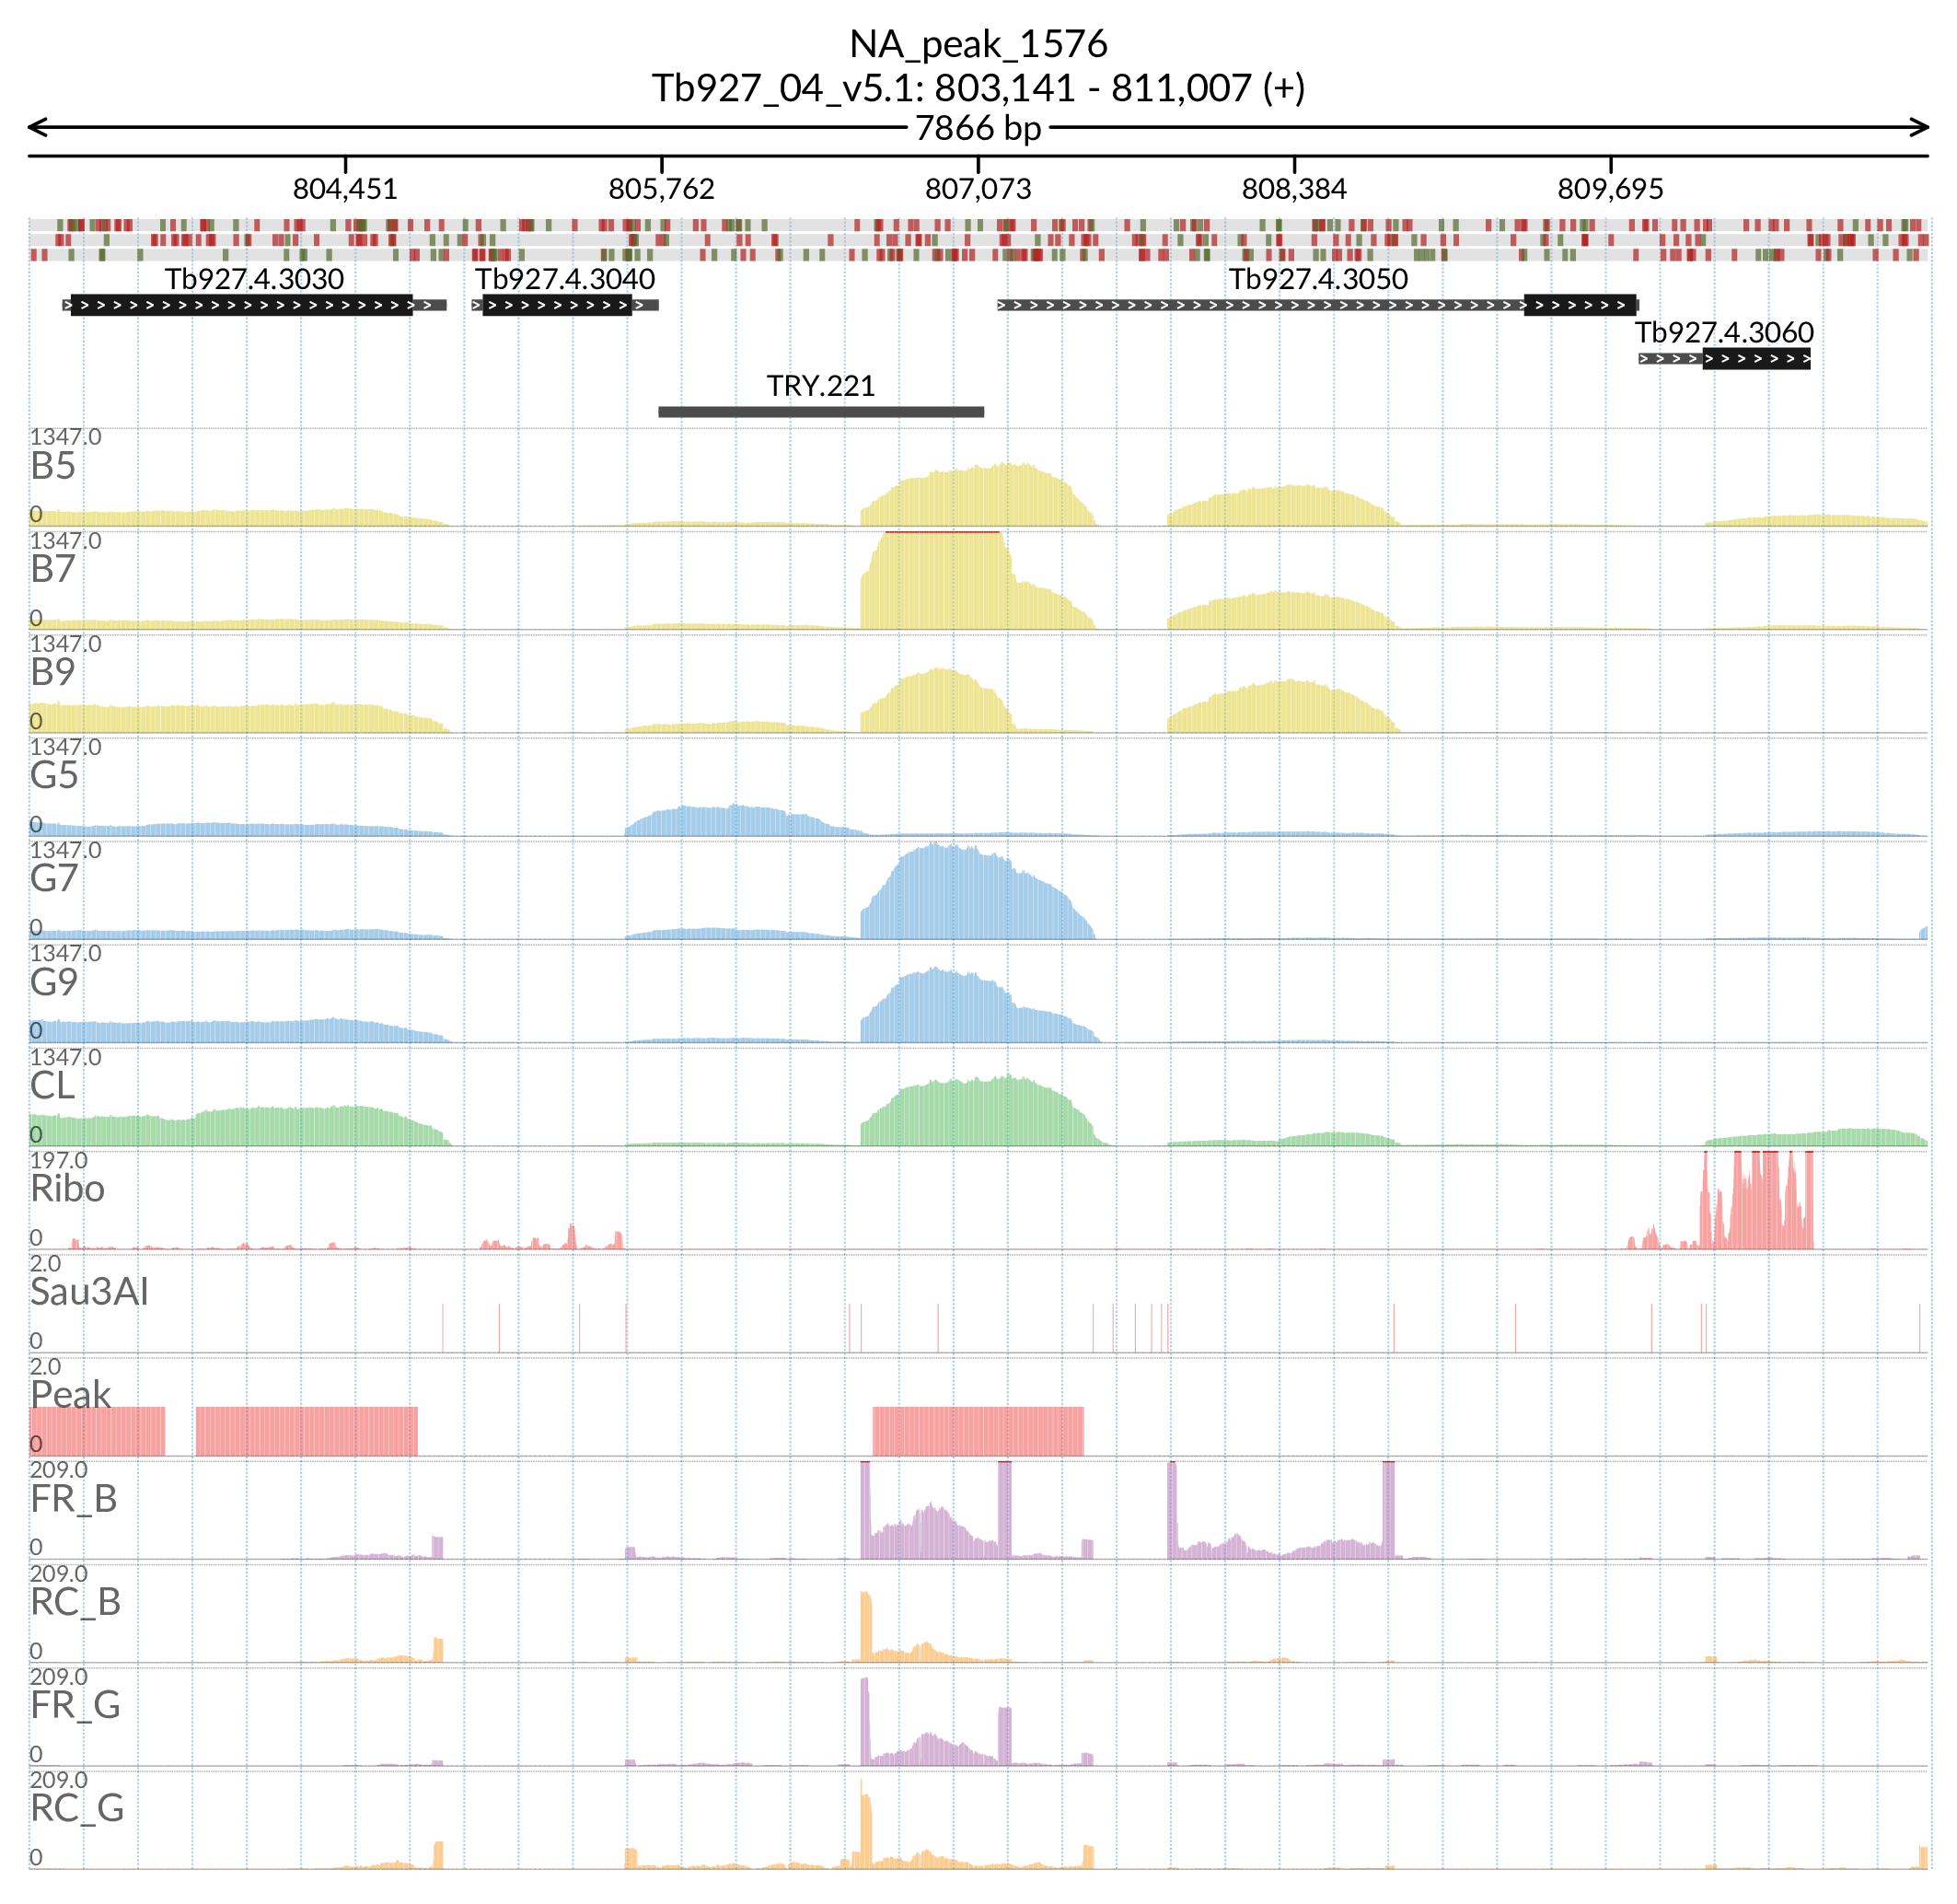 NA_peak_1576
Tb927_04_v5.1: 803,141 - 811,007 (+)
7866 bp
804,451 805,762 807,073 808,384 809,695
Tb927.4.3030 Tb927.4.3040 Tb927.4.3050
Tb927.4.3060
TRY.221
1347.0
B5
0
1347.0
B7
0
1347.0
B9
0
1347.0
G5
0
1347.0
G7
0
1347.0
G9
0
1347.0
CL
0
197.0
Ribo
0
2.0
Sau3AI
0
2.0
Peak
0
209.0
FR_B
0
209.0
RC_B
0
209.0
FR_G
0
209.0
RC_G
0